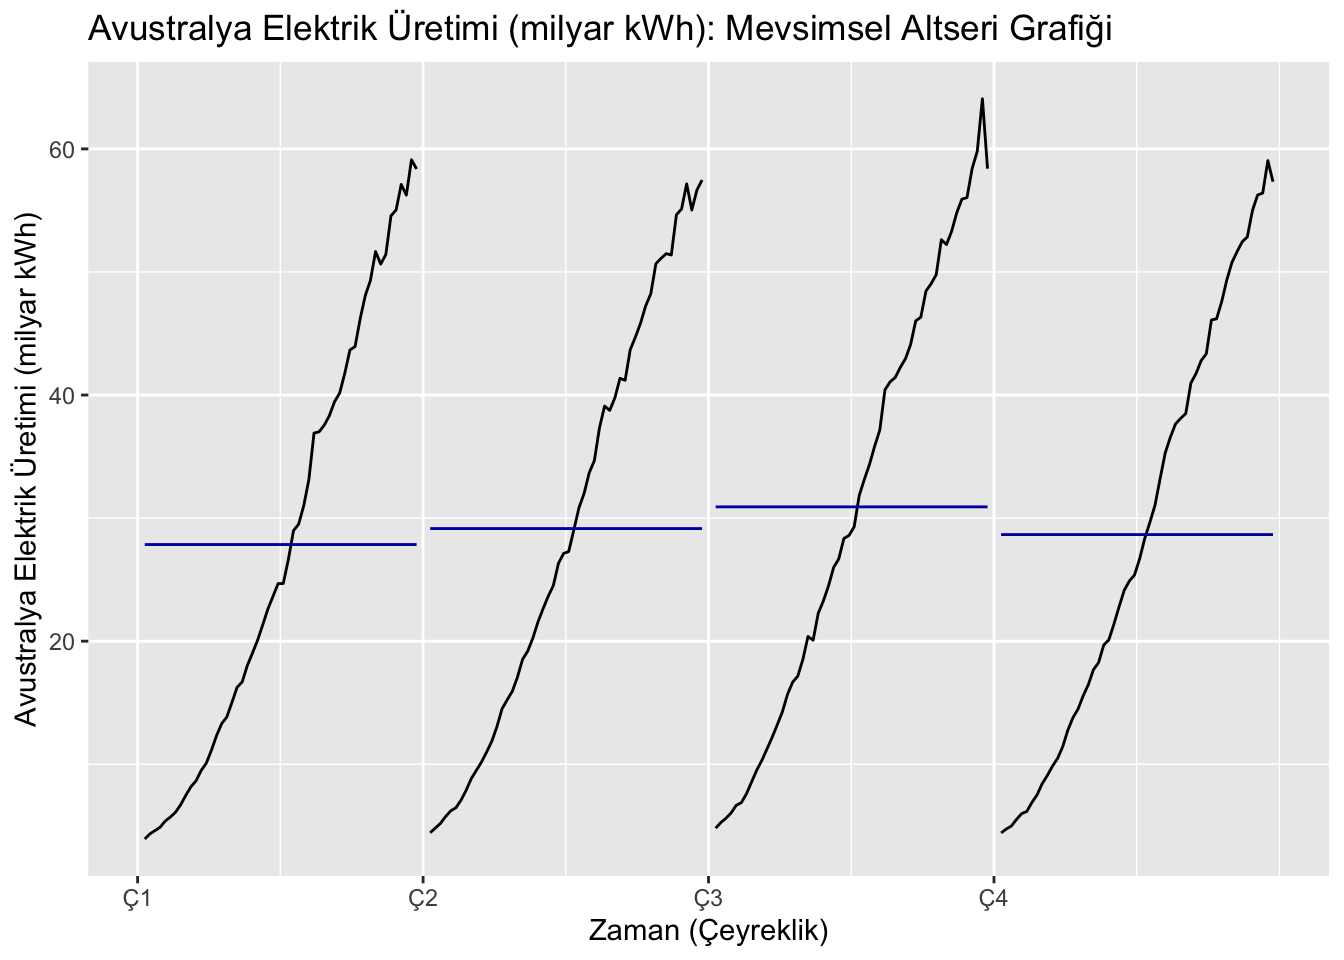 Avustralya Elektrik Üretimi (milyar kWh): Mevsimsel Altseri Grafiği
Avustralya Elektrik Üretimi (milyar kWh)
60
40
20
Ç1
Ç2
Ç3
Ç4
Zaman (Çeyreklik)